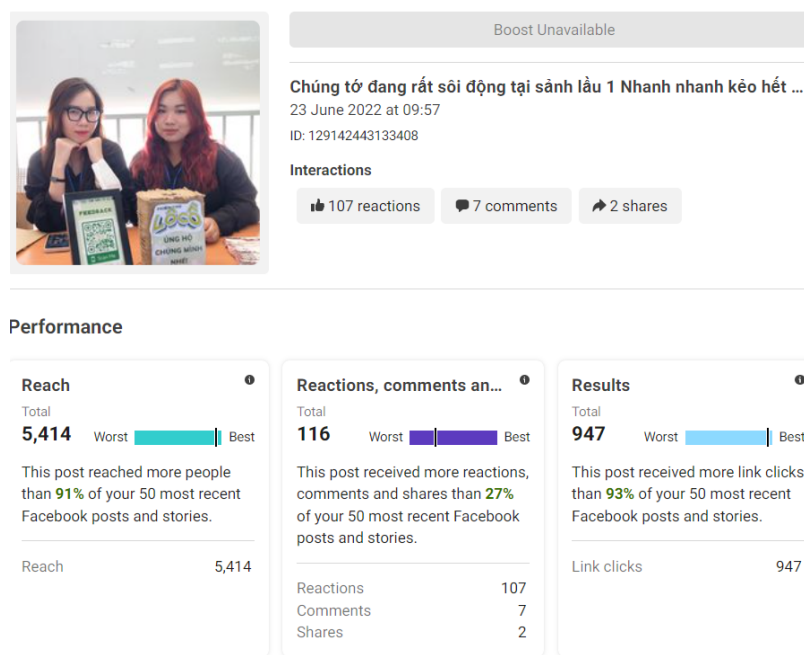 Boost Unavailable
Chúng tớ đang rất sôi động tại sảnh lầu 1 Nhanh nhanh kẻo hết ...
23 June 2022 at 09:57
ID: 129142443133408
Interactions
107 reactions
7 comments
2 shares
FEEDBACK
LOCO
ỦNG HỘ
CHÚNG MÌNH
NHÉ!
Performance
Reach
Total
5,414 Worst Best
This post reached more people
than 91% of your 50 most recent
Facebook posts and stories.
Reach 5,414
Reactions, comments an...
Total
116 Worst Best
This post received more reactions,
comments and shares than 27%
of your 50 most recent Facebook
posts and stories.
Reactions 107
Comments 7
Shares 2
Results
Total
947 Worst Best
This post received more link clicks
than 93% of your 50 most recent
Facebook posts and stories.
Link clicks 947